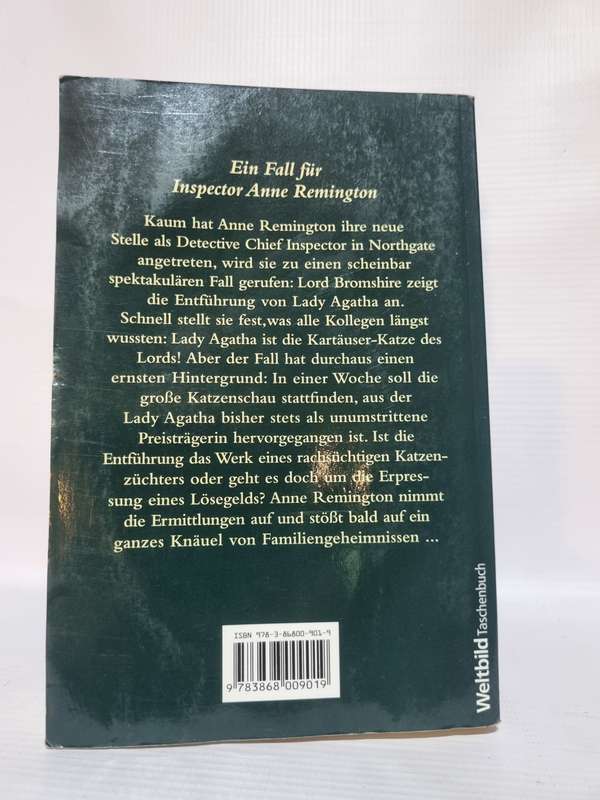 Ein Fall für
Inspector Anne Remington
Kaum hat Anne Remington ihre neue
Stelle als Detective Chief Inspector in Northgate
angetreten, wird sie zu einen scheinbar
spektakulären Fall gerufen: Lord Bromshire zeigt
die Entführung von Lady Agatha an.
Schnell stellt sie fest,was alle Kollegen längst
wussten: Lady Agatha ist die Kartäuser-Katze des
Lords! Aber der Fall hat durchaus einen
ernsten Hintergrund: In einer Woche soll die
große Katzenschau stattfinden, aus der
Lady Agatha bisher stets als unumstrittene
Preisträgerin hervorgegangen ist. Ist die
Entführung das Werk eines rachsüchtigen Katzen-
züchters oder geht es doch um die Erpres-
sung eines Lösegelds? Anne Remington nimmt
die Ermittlungen auf und stößt bald auf ein
ganzes Knäuel von Familiengeheimnissen ...
ISBN 978-3-86800-901-9
9 783868 009019
Weltbild Taschenbuch